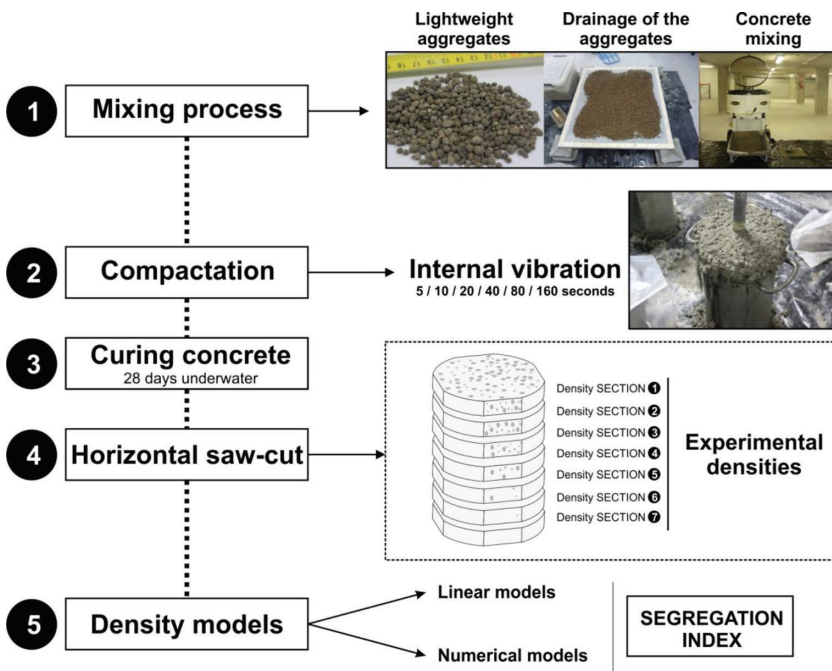 Lightweight
aggregates
Drainage of the
aggregates
Concrete
mixing
1
Mixing process
2
Compactation
Internal vibration
5 / 10 / 20 / 40 / 80 / 160 seconds
3
Curing concrete
28 days underwater
4
Horizontal saw-cut
Density SECTION 1
Density SECTION 2
Density SECTION 3
Density SECTION 4
Density SECTION 5
Density SECTION 6
Density SECTION 7
Experimental
densities
5
Density models
Linear models
Numerical models
SEGREGATION
INDEX